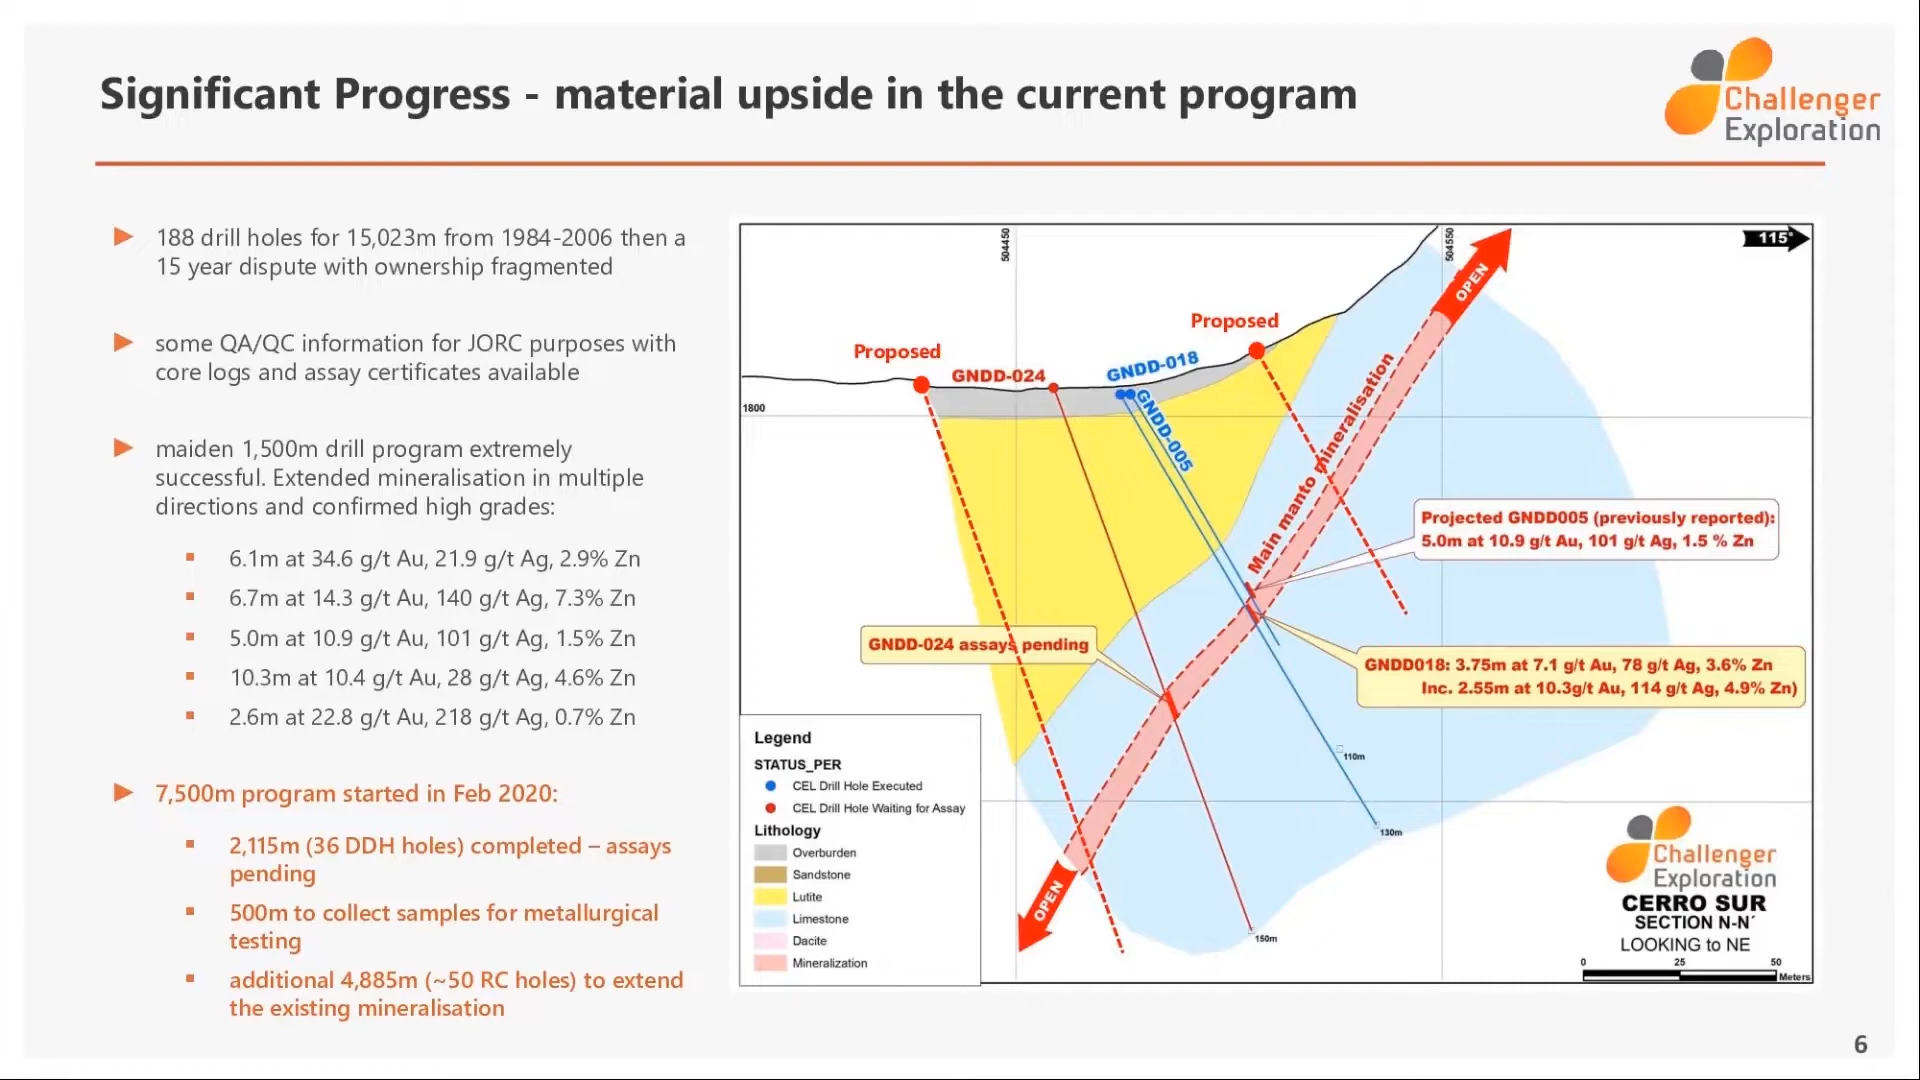 Significant Progress - material upside in the current program
Challenger
Exploration
188 drill holes for 15,023m from 1984-2006 then a
15 year dispute with ownership fragmented
some QA/QC information for JORC purposes with
core logs and assay certificates available
maiden 1,500m drill program extremely
successful. Extended mineralisation in multiple
directions and confirmed high grades:
6.1m at 34.6 g/t Au, 21.9 g/t Ag, 2.9% Zn
6.7m at 14.3 g/t Au, 140 g/t Ag, 7.3% Zn
5.0m at 10.9 g/t Au, 101 g/t Ag, 1.5% Zn
10.3m at 10.4 g/t Au, 28 g/t Ag, 4.6% Zn
2.6m at 22.8 g/t Au, 218 g/t Ag, 0.7% Zn
7,500m program started in Feb 2020:
2,115m (36 DDH holes) completed – assays
pending
500m to collect samples for metallurgical
testing
additional 4,885m (~50 RC holes) to extend
the existing mineralisation
504450
504550
115°
OPEN
Proposed
Proposed
GNDD-024
GNDD-018
GNDD-005
1800
Main manto mineralisation
Projected GNDD005 (previously reported):
5.0m at 10.9 g/t Au, 101 g/t Ag, 1.5 % Zn
GNDD-024 assays pending
GNDD018: 3.75m at 7.1 g/t Au, 78 g/t Ag, 3.6% Zn
Inc. 2.55m at 10.3g/t Au, 114 g/t Ag, 4.9% Zn)
110m
130m
150m
OPEN
Legend
STATUS_PER
CEL Drill Hole Executed
CEL Drill Hole Waiting for Assay
Lithology
Overburden
Sandstone
Lutite
Limestone
Dacite
Mineralization
Challenger
Exploration
CERRO SUR
SECTION N-N´
LOOKING to NE
0 25 50
Meters
6